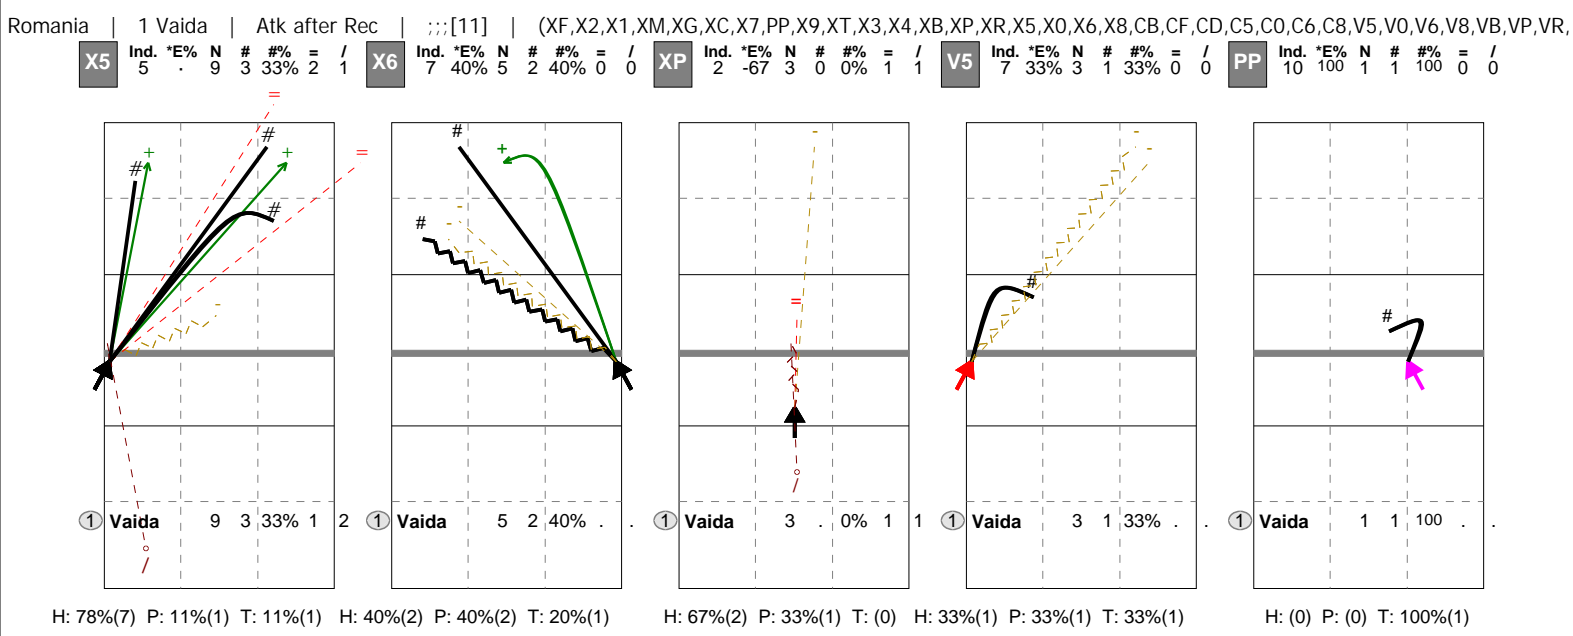 Romania | 1 Vaida | Atk after Rec | ;;;[11] | (XF,X2,X1,XM,XG,XC,X7,PP,X9,XT,X3,X4,XB,XP,XR,X5,X0,X6,X8,CB,CF,CD,C5,C0,C6,C8,V5,V0,V6,V8,VB,VP,VR,
X5 Ind. *E% N # #% = /
5 . 9 3 33% 2 1
X6 Ind. *E% N # #% = /
7 40% 5 2 40% 0 0
XP Ind. *E% N # #% = /
2 -67 3 0 0% 1 1
V5 Ind. *E% N # #% = /
7 33% 3 1 33% 0 0
PP Ind. *E% N # #% = /
10 100 1 1 100 0 0
1 Vaida 9 3 33% 1 2
1 Vaida 5 2 40% . .
1 Vaida 3 . 0% 1 1
1 Vaida 3 1 33% . .
1 Vaida 1 1 100 . .
H: 78%(7) P: 11%(1) T: 11%(1)
H: 40%(2) P: 40%(2) T: 20%(1)
H: 67%(2) P: 33%(1) T: (0)
H: 33%(1) P: 33%(1) T: 33%(1)
H: (0) P: (0) T: 100%(1)